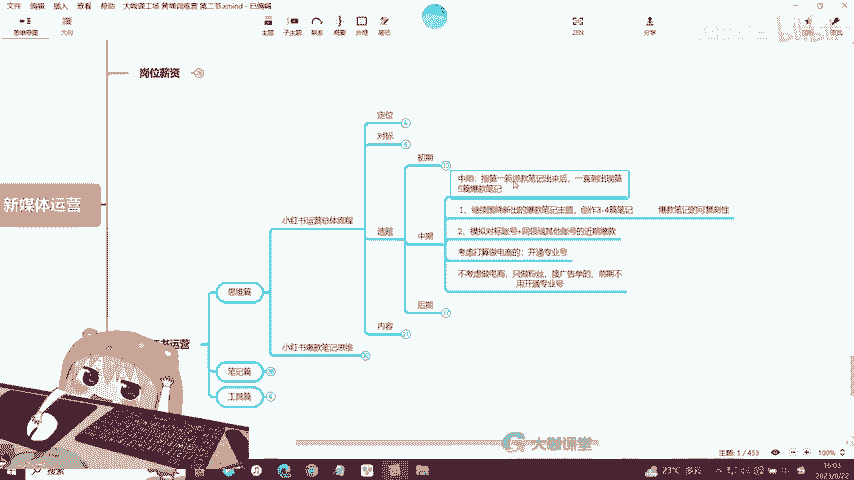 文件 编辑 插入 查看 帮助 大咖课工场 黄埔训练营 第二节.xmind - 已编辑
思维导图 大纲 主题 子主题 联系 概要 外框 笔记 ZEN 分享
岗位薪资
定位
对标
初期
中期：指第一篇爆款笔记出来后，一直到出现第
5篇爆款笔记
小红书运营总体流程
1、继续围绕新出的爆款笔记主题，创作3-4篇笔记 爆款笔记的可复制性
新媒体运营
选题
中期
2、模拟对标账号+同领域其他账号的近期爆款
考虑打算做电商的：开通专业号
不考虑做电商，只做粉丝，接广告单的，前期不
用开通专业号
思维篇
后期
17
内容
21
小红书爆款笔记思维
笔记篇
工具篇
大咖课堂
主题: 1 / 453
100%
搜索
23°C 多云
16:03